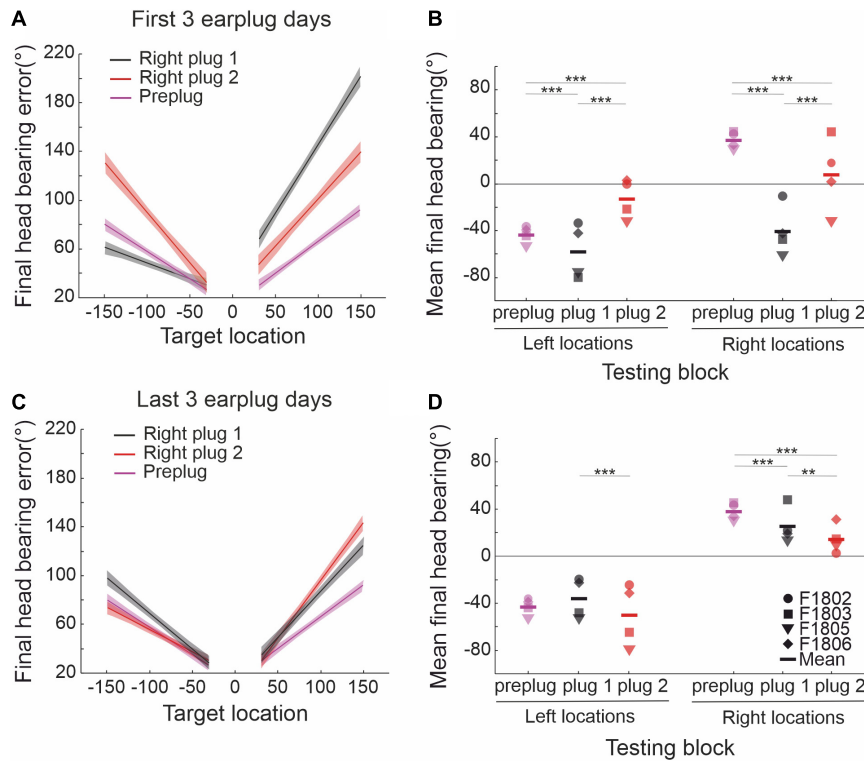 A
First 3 earplug days
Final head bearing error(°)
220
180
140
100
60
20
Right plug 1
Right plug 2
Preplug
-150 -100 -50 0 50 100 150
Target location
B
Mean final head bearing(°)
80
40
0
-40
-80
*** ***
*** ***
*** ***
preplug plug 1 plug 2 preplug plug 1 plug 2
Left locations Right locations
Testing block
C
Last 3 earplug days
Final head bearing error(°)
220
180
140
100
60
20
Right plug 1
Right plug 2
Preplug
-150 -100 -50 0 50 100 150
Target location
D
Mean final head bearing(°)
80
40
0
-40
-80
***
*** ***
**
F1802
F1803
F1805
F1806
Mean
preplug plug 1 plug 2 preplug plug 1 plug 2
Left locations Right locations
Testing block